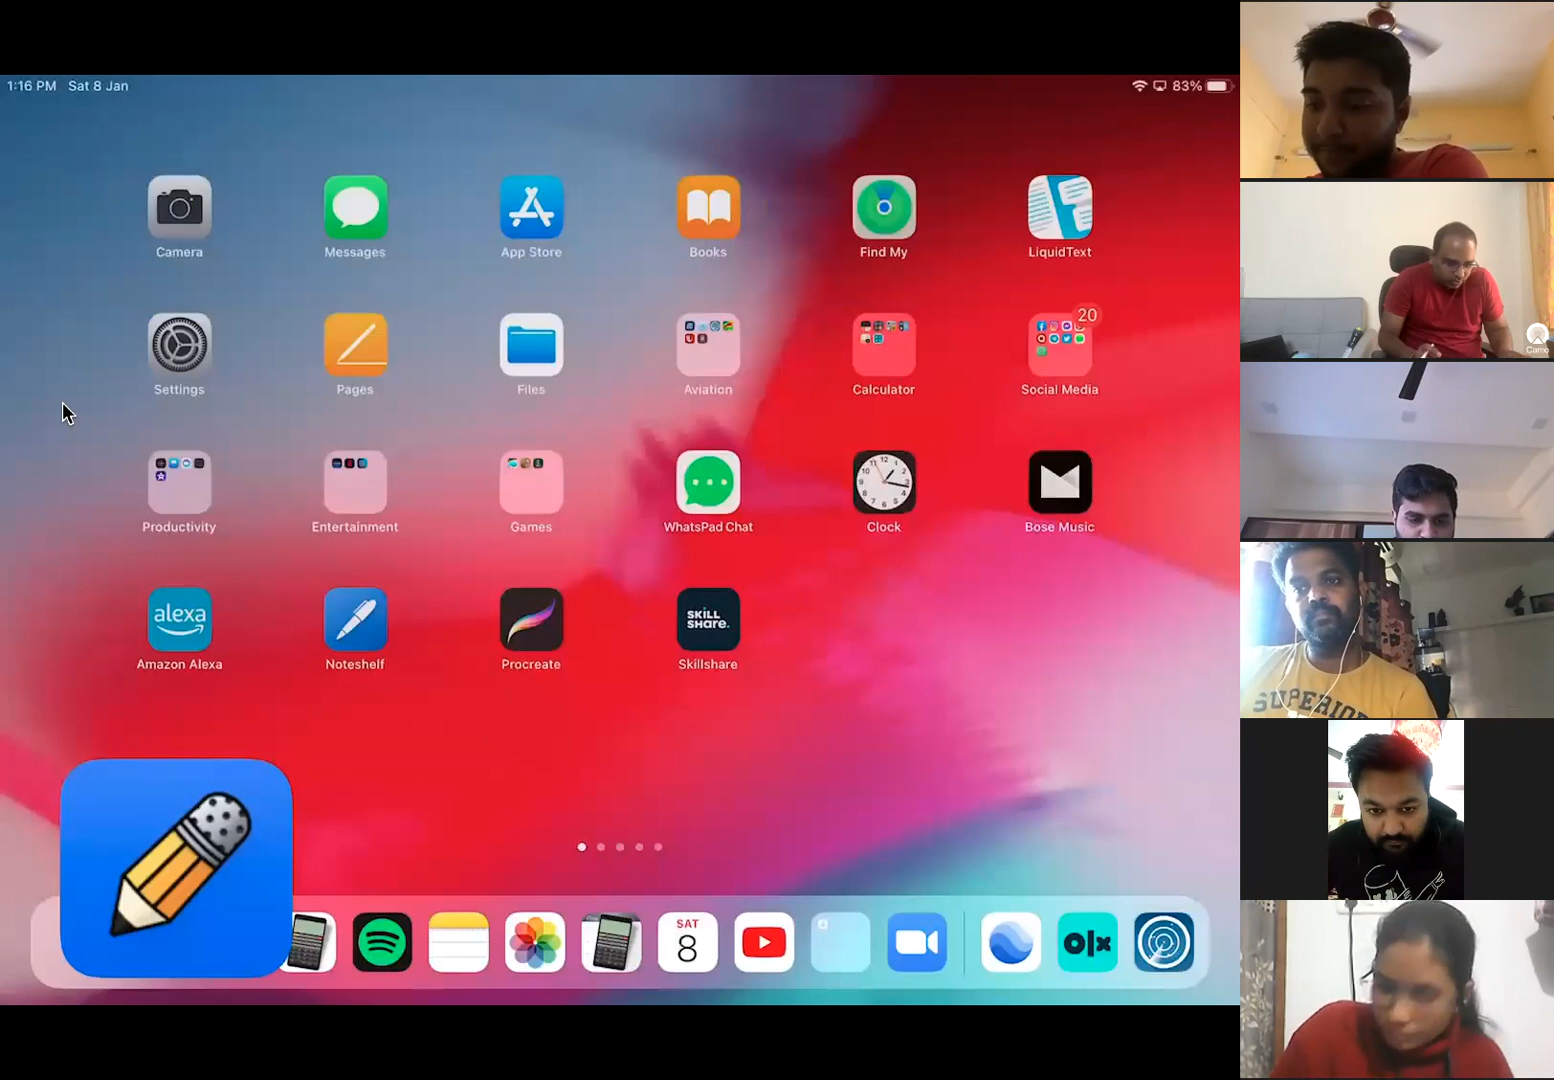 1:16 PM Sat 8 Jan
83%
Camera
Messages
App Store
Books
Find My
LiquidText
20
Settings
Pages
Files
Aviation
Calculator
Social Media
Productivity
Entertainment
Games
WhatsPad Chat
Clock
Bose Music
alexa
SKILL
SHARE.
Amazon Alexa
Noteshelf
Procreate
Skillshare
SAT
8
olx
Camo
SUPERIOR